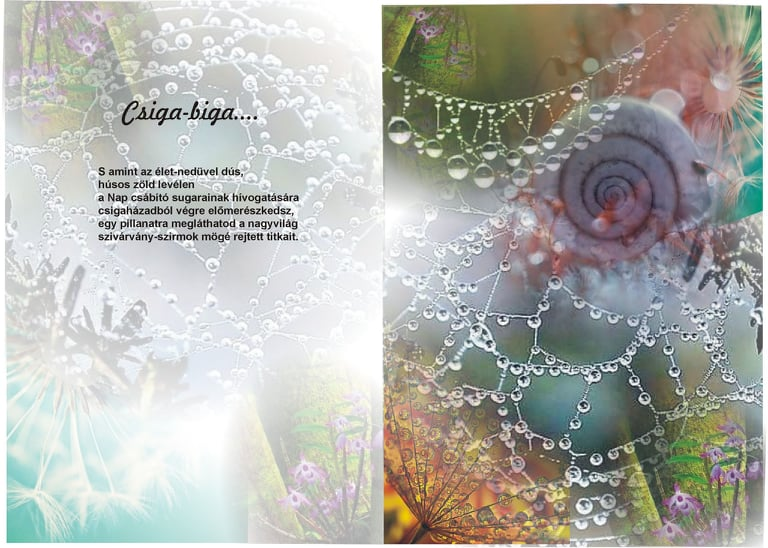 Csiga-biga....
S amint az élet-nedűvel dús,
húsos zöld levélen
a Nap csábító sugarainak hívogatására
csigaházadból végre előmerészkedsz,
egy pillanatra megláthatod a nagyvilág
szivárvány-szirmok mögé rejtett titkait.